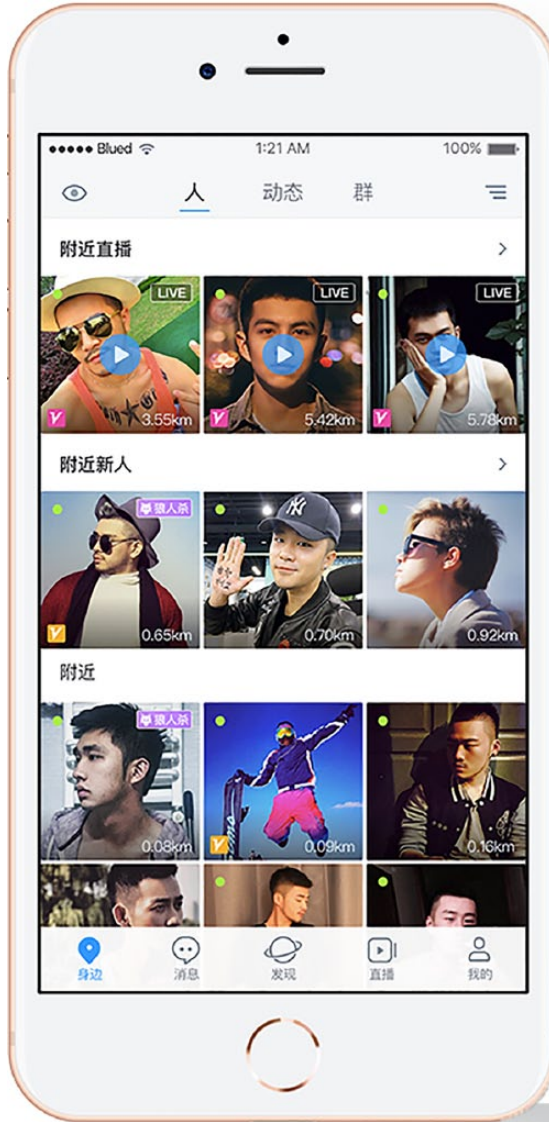 ●●●●● Blued 1:21 AM 100%
人 动态 群
附近直播
LIVE LIVE LIVE
3.55km 5.42km 5.78km
附近新人
狼人杀
NY
0.65km 0.70km 0.92km
附近
狼人杀
0.08km 0.09km 0.16km
身边 消息 发现 直播 我的